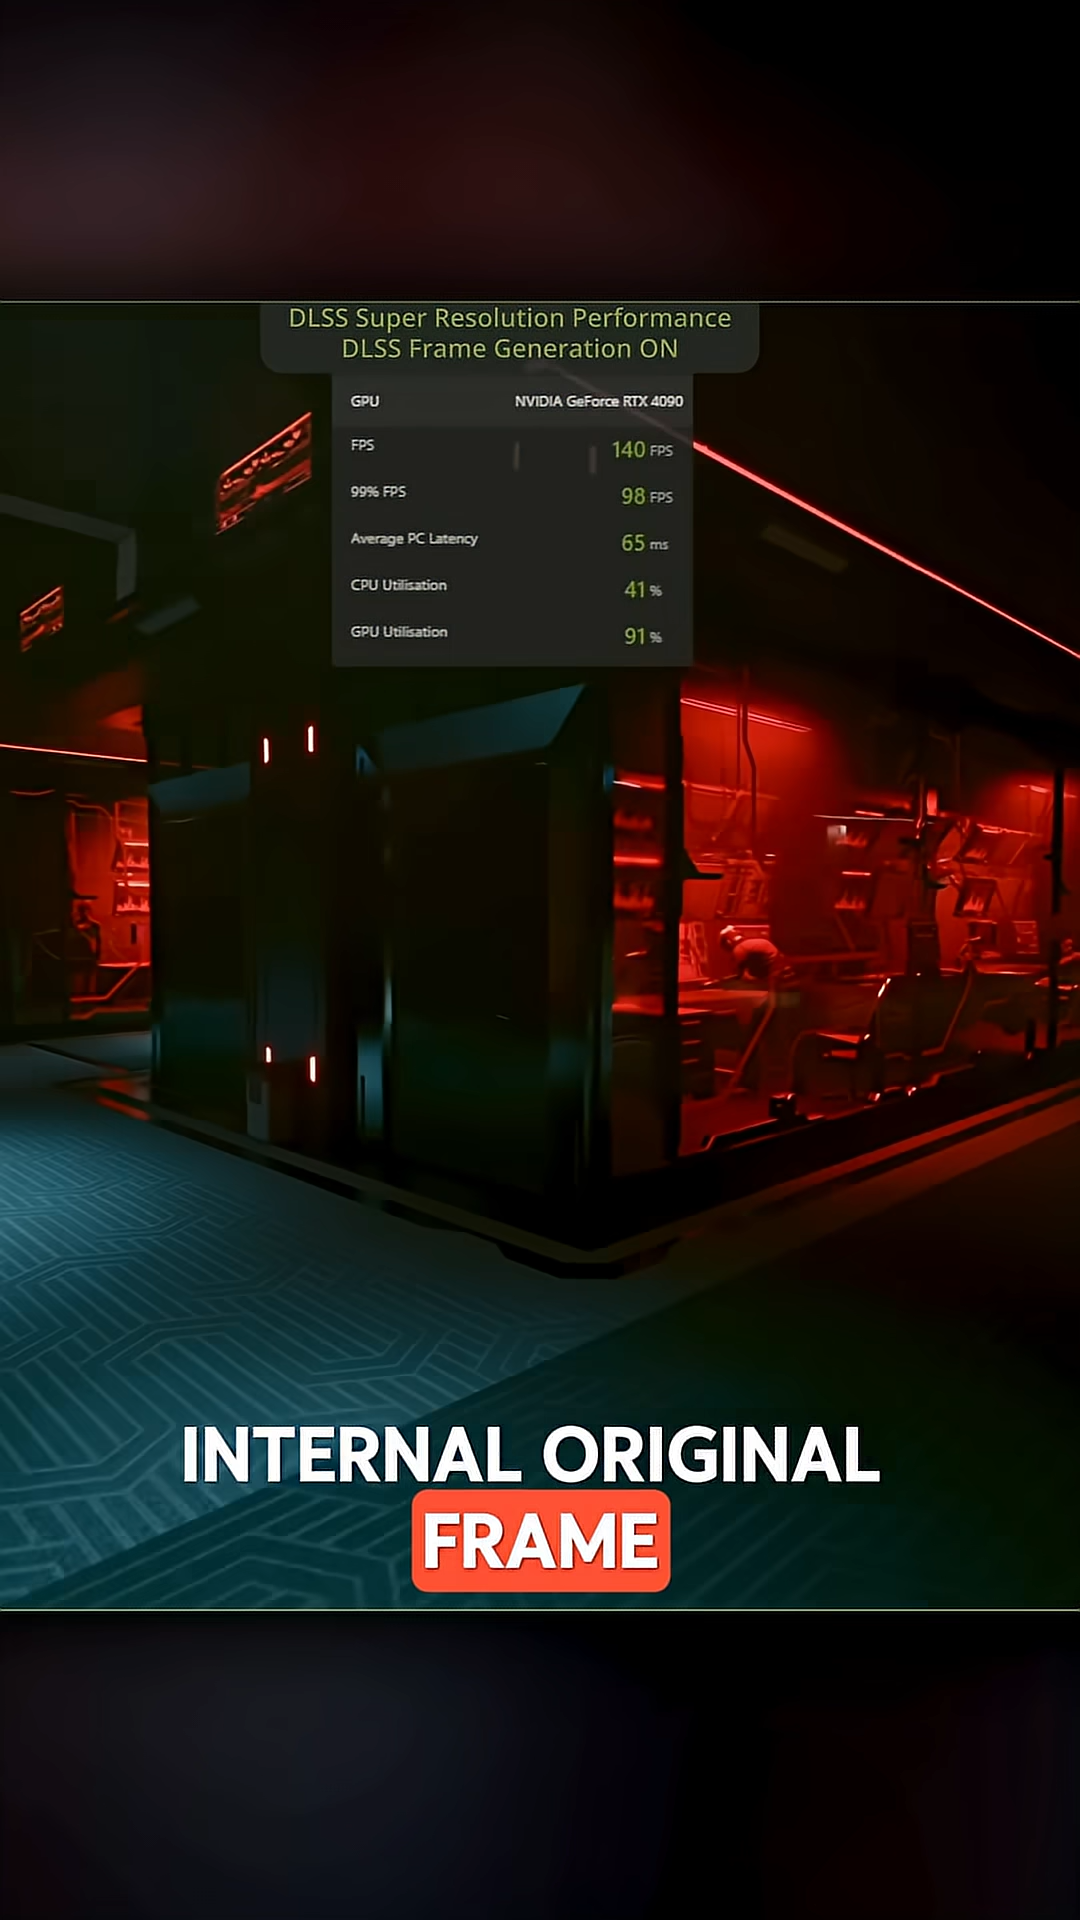 DLSS Super Resolution Performance
DLSS Frame Generation ON
GPU NVIDIA GeForce RTX 4090
FPS 140 FPS
99% FPS 98 FPS
Average PC Latency 65 ms
CPU Utilisation 41 %
GPU Utilisation 91 %
INTERNAL ORIGINAL
FRAME